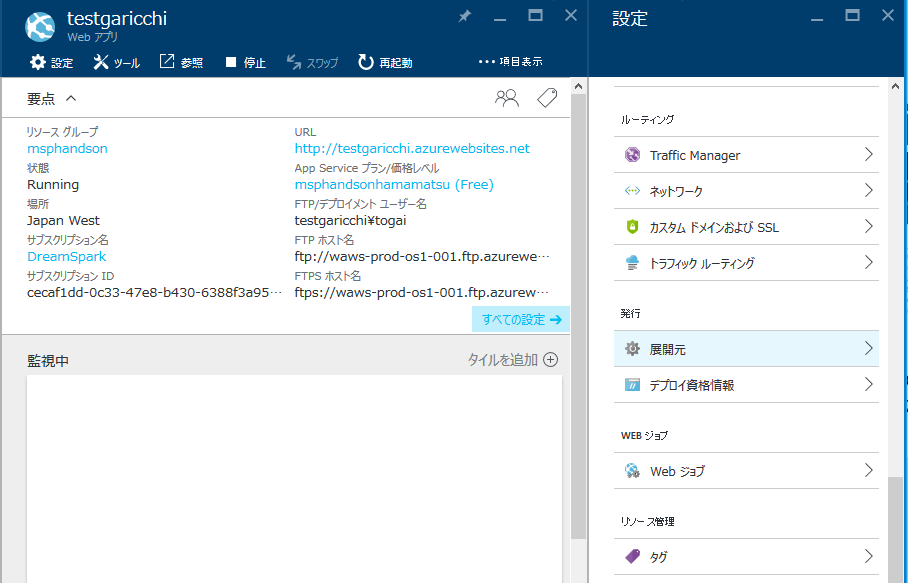 testgaricchi
Web アプリ
設定 ツール 参照 停止 スワップ 再起動 ･･･ 項目表示
要点
リソース グループ
msphandson
状態
Running
場所
Japan West
サブスクリプション名
DreamSpark
サブスクリプション ID
cecaf1dd-0c33-47e8-b430-6388f3a95···
URL
http://testgaricchi.azurewebsites.net
App Service プラン/価格レベル
msphandsonhamamatsu (Free)
FTP/デプロイメント ユーザー名
testgaricchi¥togai
FTP ホスト名
ftp://waws-prod-os1-001.ftp.azurewe···
FTPS ホスト名
ftps://waws-prod-os1-001.ftp.azurew···
すべての設定
監視中
タイルを追加
設定
ルーティング
Traffic Manager
ネットワーク
カスタム ドメインおよび SSL
トラフィック ルーティング
発行
展開元
デプロイ資格情報
WEB ジョブ
Web ジョブ
リソース管理
タグ